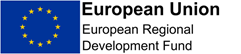 European Union
European Regional
Development Fund